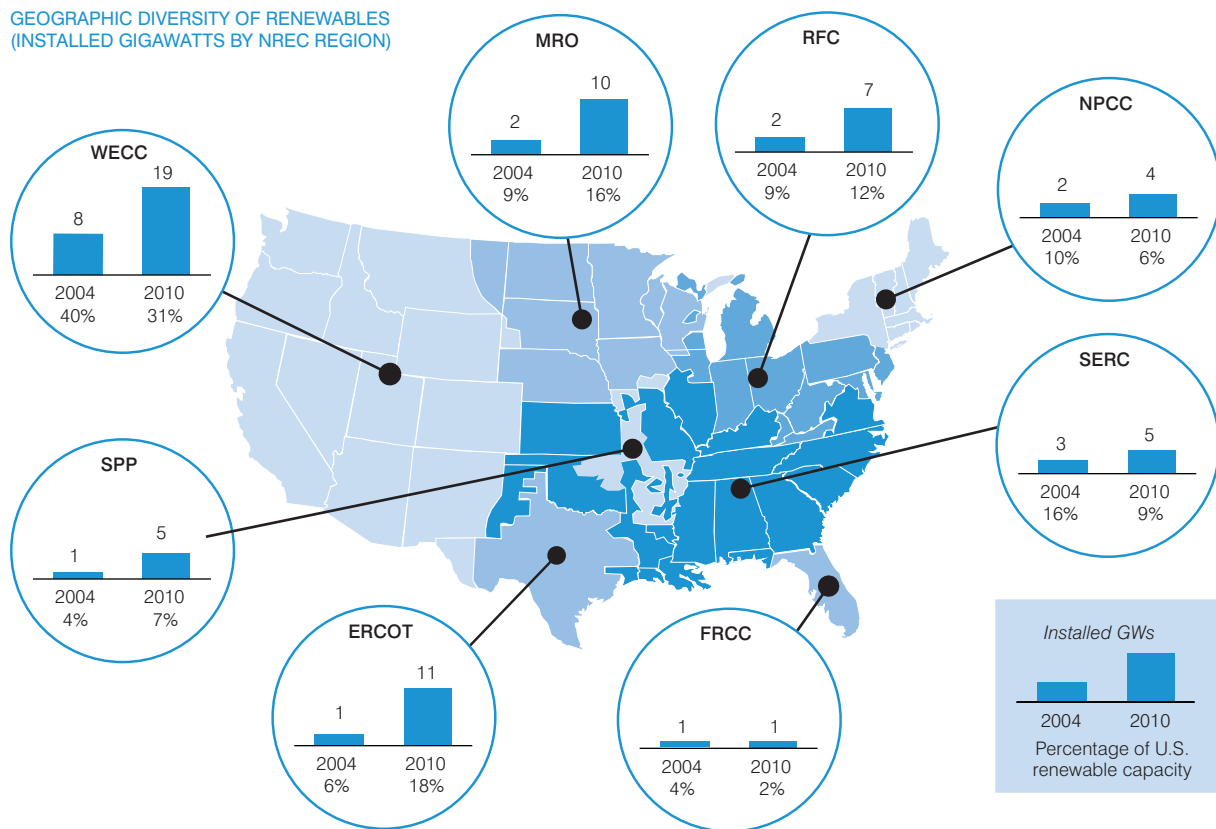 GEOGRAPHIC DIVERSITY OF RENEWABLES
(INSTALLED GIGAWATTS BY NREC REGION)
MRO
2 10
2004 2010
9% 16%
RFC
2 7
2004 2010
9% 12%
NPCC
2 4
2004 2010
10% 6%
WECC
8 19
2004 2010
40% 31%
SERC
3 5
2004 2010
16% 9%
SPP
1 5
2004 2010
4% 7%
ERCOT
1 11
2004 2010
6% 18%
FRCC
1 1
2004 2010
4% 2%
Installed GWs
2004 2010
Percentage of U.S.
renewable capacity